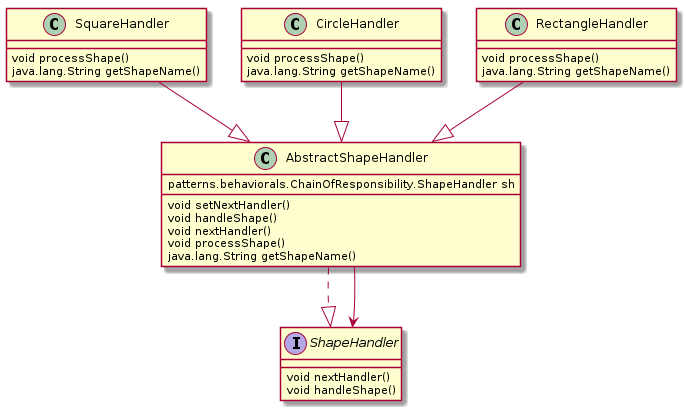 C SquareHandler
void processShape()
java.lang.String getShapeName()
C CircleHandler
void processShape()
java.lang.String getShapeName()
C RectangleHandler
void processShape()
java.lang.String getShapeName()
C AbstractShapeHandler
patterns.behaviorals.ChainOfResponsibility.ShapeHandler sh
void setNextHandler()
void handleShape()
void nextHandler()
void processShape()
java.lang.String getShapeName()
I ShapeHandler
void nextHandler()
void handleShape()